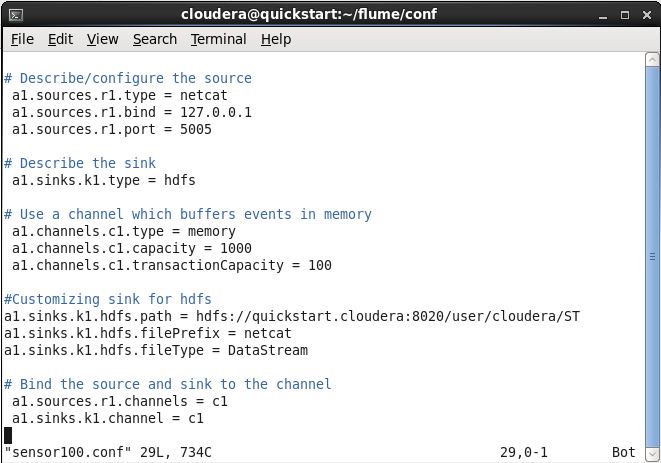 cloudera@quickstart:~/flume/conf
File Edit View Search Terminal Help
# Describe/configure the source
a1.sources.r1.type = netcat
a1.sources.r1.bind = 127.0.0.1
a1.sources.r1.port = 5005
# Describe the sink
a1.sinks.k1.type = hdfs
# Use a channel which buffers events in memory
a1.channels.c1.type = memory
a1.channels.c1.capacity = 1000
a1.channels.c1.transactionCapacity = 100
#Customizing sink for hdfs
a1.sinks.k1.hdfs.path = hdfs://quickstart.cloudera:8020/user/cloudera/ST
a1.sinks.k1.hdfs.filePrefix = netcat
a1.sinks.k1.hdfs.fileType = DataStream
# Bind the source and sink to the channel
a1.sources.r1.channels = c1
a1.sinks.k1.channel = c1
"sensor100.conf" 29L, 734C 29,0-1 Bot